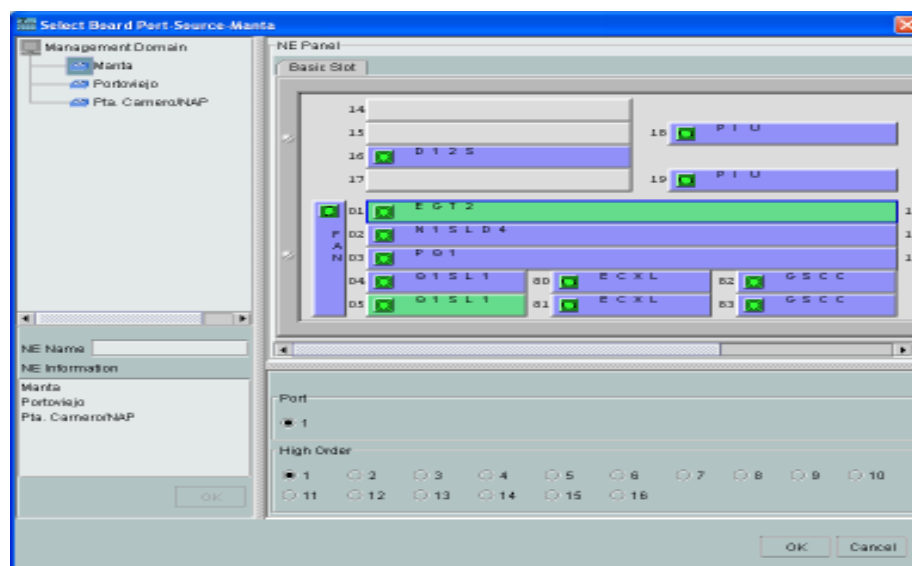 Select Board Port-Source-Manta
Management Domain
Manta
Portoviejo
Pta. Carnero/NAP
NE Name
NE Information
Manta
Portoviejo
Pta. Carnero/NAP
OK
NE Panel
Basic Slot
14
15
16 D12S
17
18 PIU
19 PIU
FAN
D1 EGT2
D2 N1SLD4
D3 PQ1
D4 Q1SL1
80 ECXL
82 GSCC
D5 Q1SL1
81 ECXL
83 GSCC
Port
1
High Order
1 2 3 4 5 6 7 8 9 10
11 12 13 14 15 16
OK Cancel